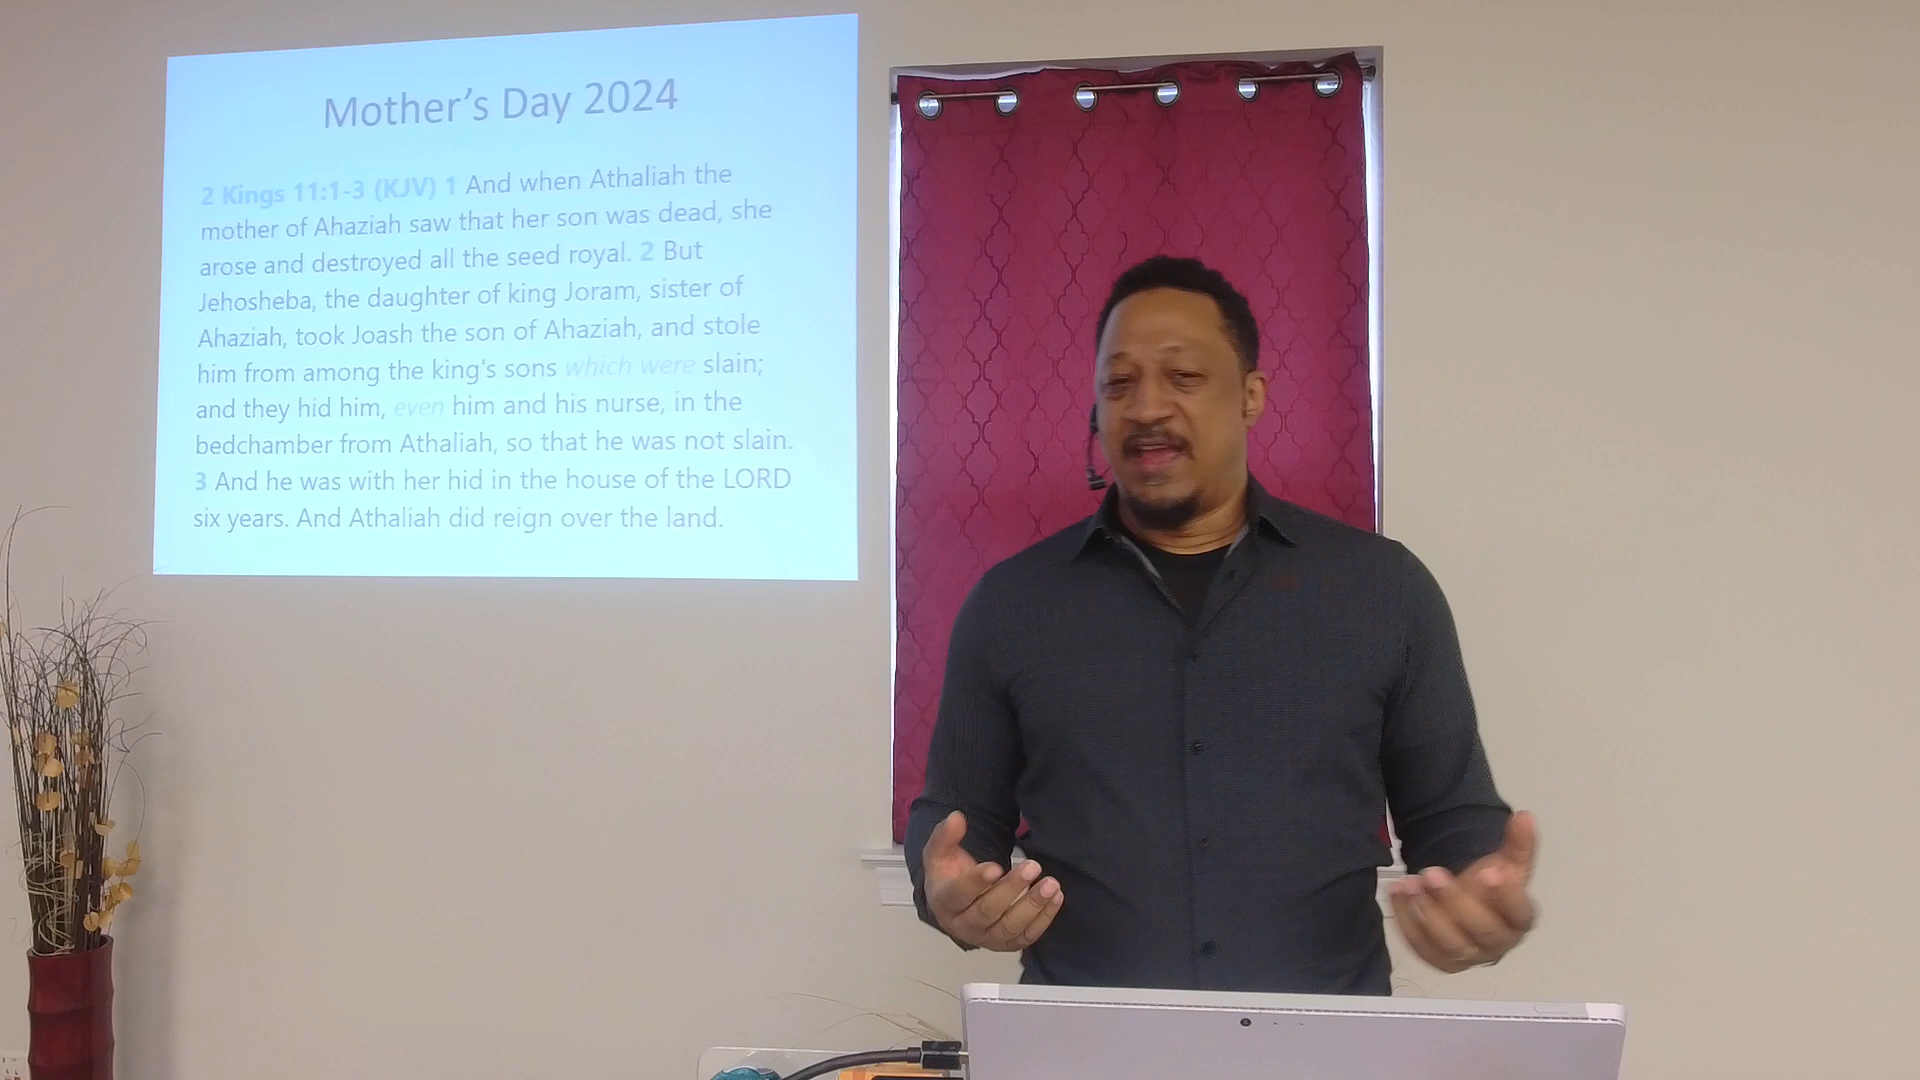 Mother's Day 2024
2 Kings 11:1-3 (KJV) 1 And when Athaliah the
mother of Ahaziah saw that her son was dead, she
arose and destroyed all the seed royal. 2 But
Jehosheba, the daughter of king Joram, sister of
Ahaziah, took Joash the son of Ahaziah, and stole
him from among the king's sons which were slain;
and they hid him, even him and his nurse, in the
bedchamber from Athaliah, so that he was not slain.
3 And he was with her hid in the house of the LORD
six years. And Athaliah did reign over the land.